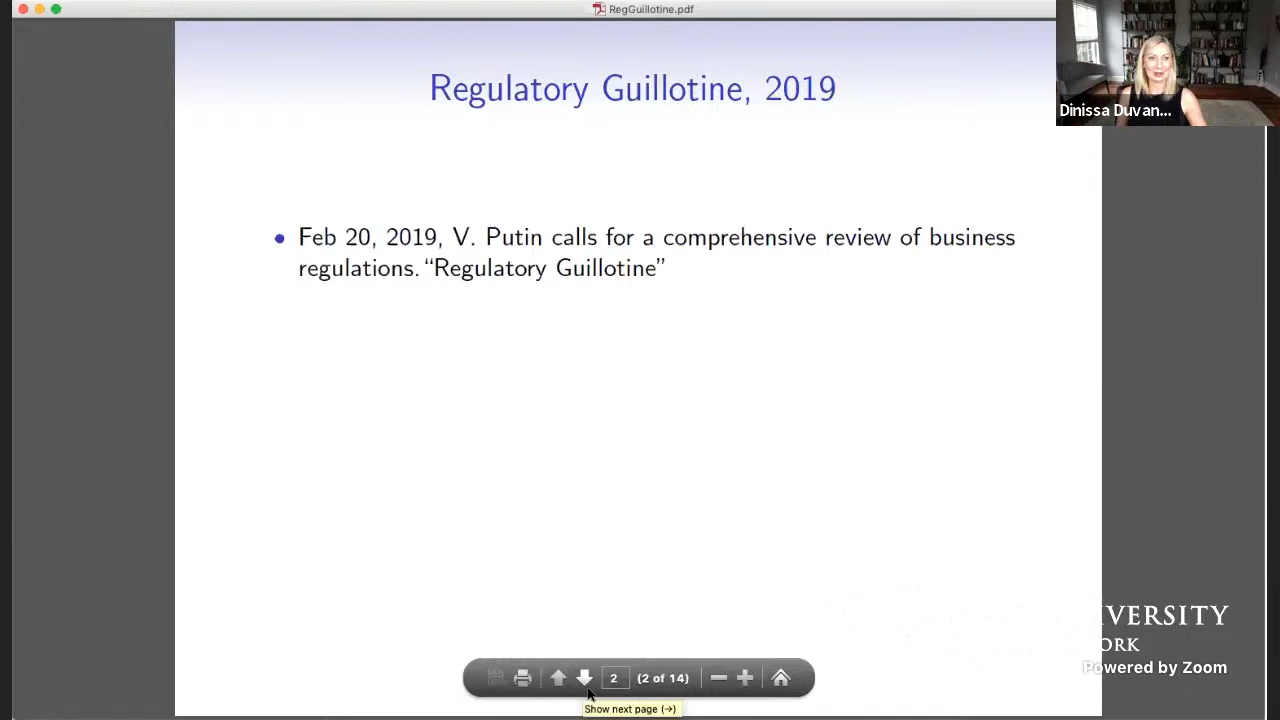 RegGuillotine.pdf
Regulatory Guillotine, 2019
Dinissa Duvan...
• Feb 20, 2019, V. Putin calls for a comprehensive review of business
regulations. “Regulatory Guillotine”
IVERSITY
ORK
Powered by Zoom
2 (2 of 14)
Show next page (→)